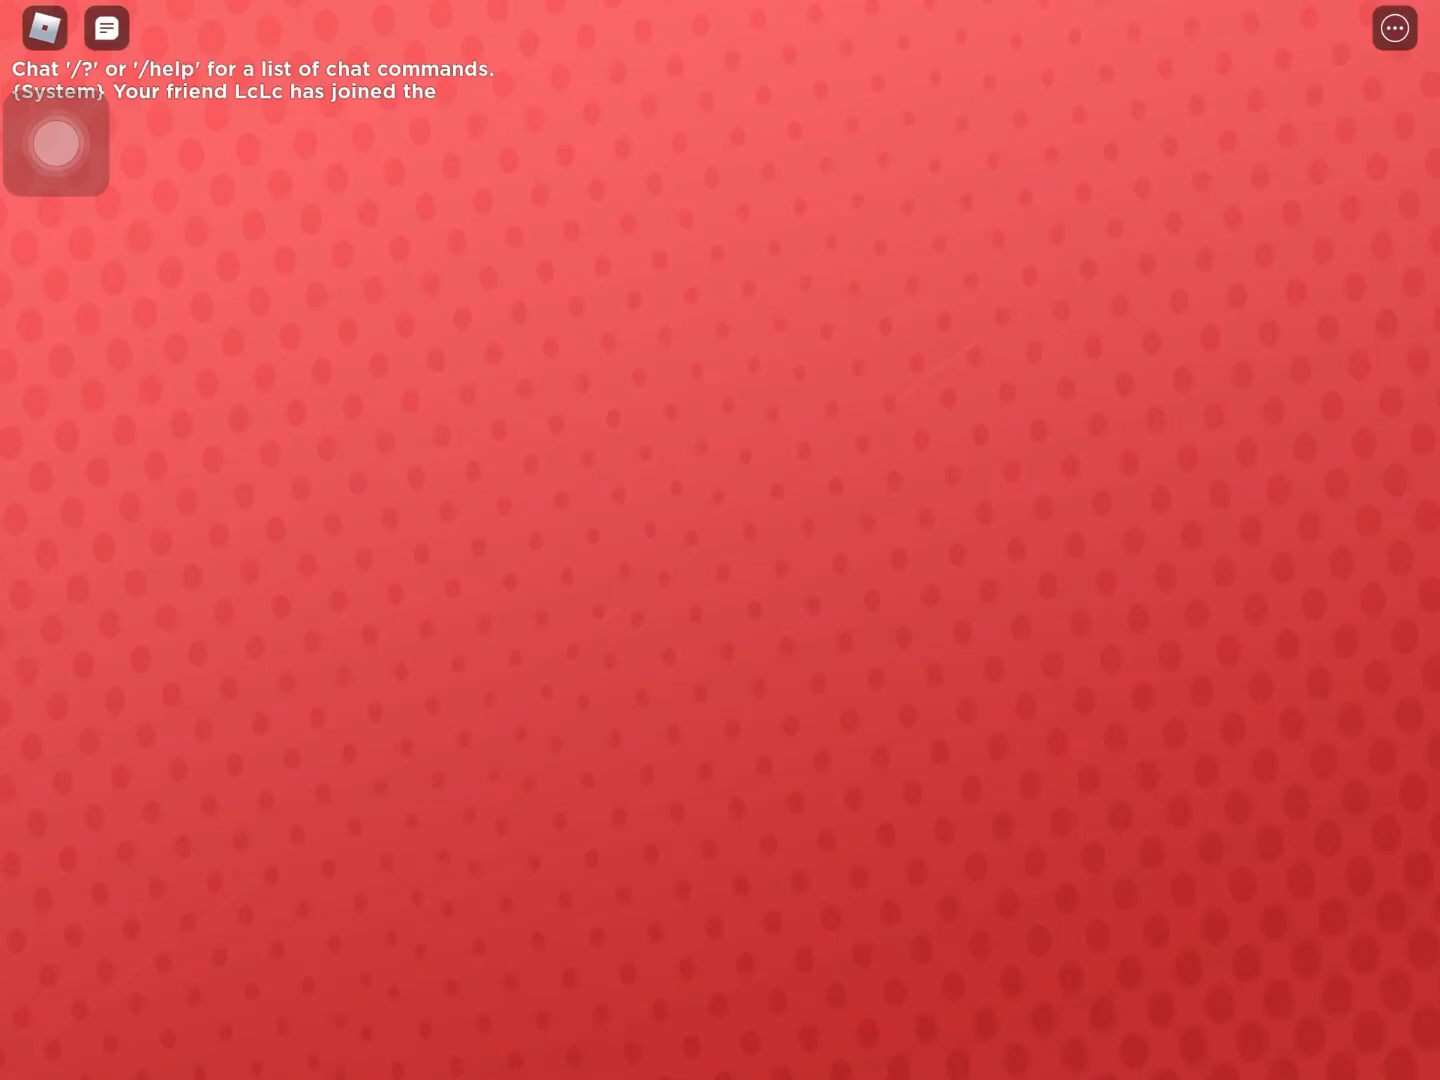 Chat '/?' or '/help' for a list of chat commands.
{System} Your friend LcLc has joined the